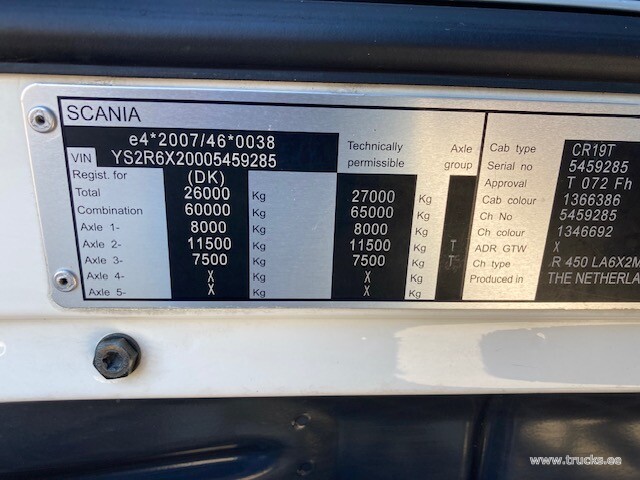 SCANIA
e4*2007/46*0038
VIN YS2R6X20005459285
Regist. for (DK)
Total 26000 Kg
Combination 60000 Kg
Axle 1- 8000 Kg
Axle 2- 11500 Kg
Axle 3- 7500 Kg
Axle 4- X Kg
Axle 5- X Kg
Technically permissible
27000 Kg
65000 Kg
8000 Kg
11500 Kg
7500 Kg
X Kg
X Kg
Axle group
T
Cab type CR19T
Serial no 5459285
Approval T 072 Fh
Cab colour 1366386
Ch No 5459285
Ch colour 1346692
ADR GTW X
Ch type R 450 LA6X2M
Produced in THE NETHERLA
www.trucks.ee